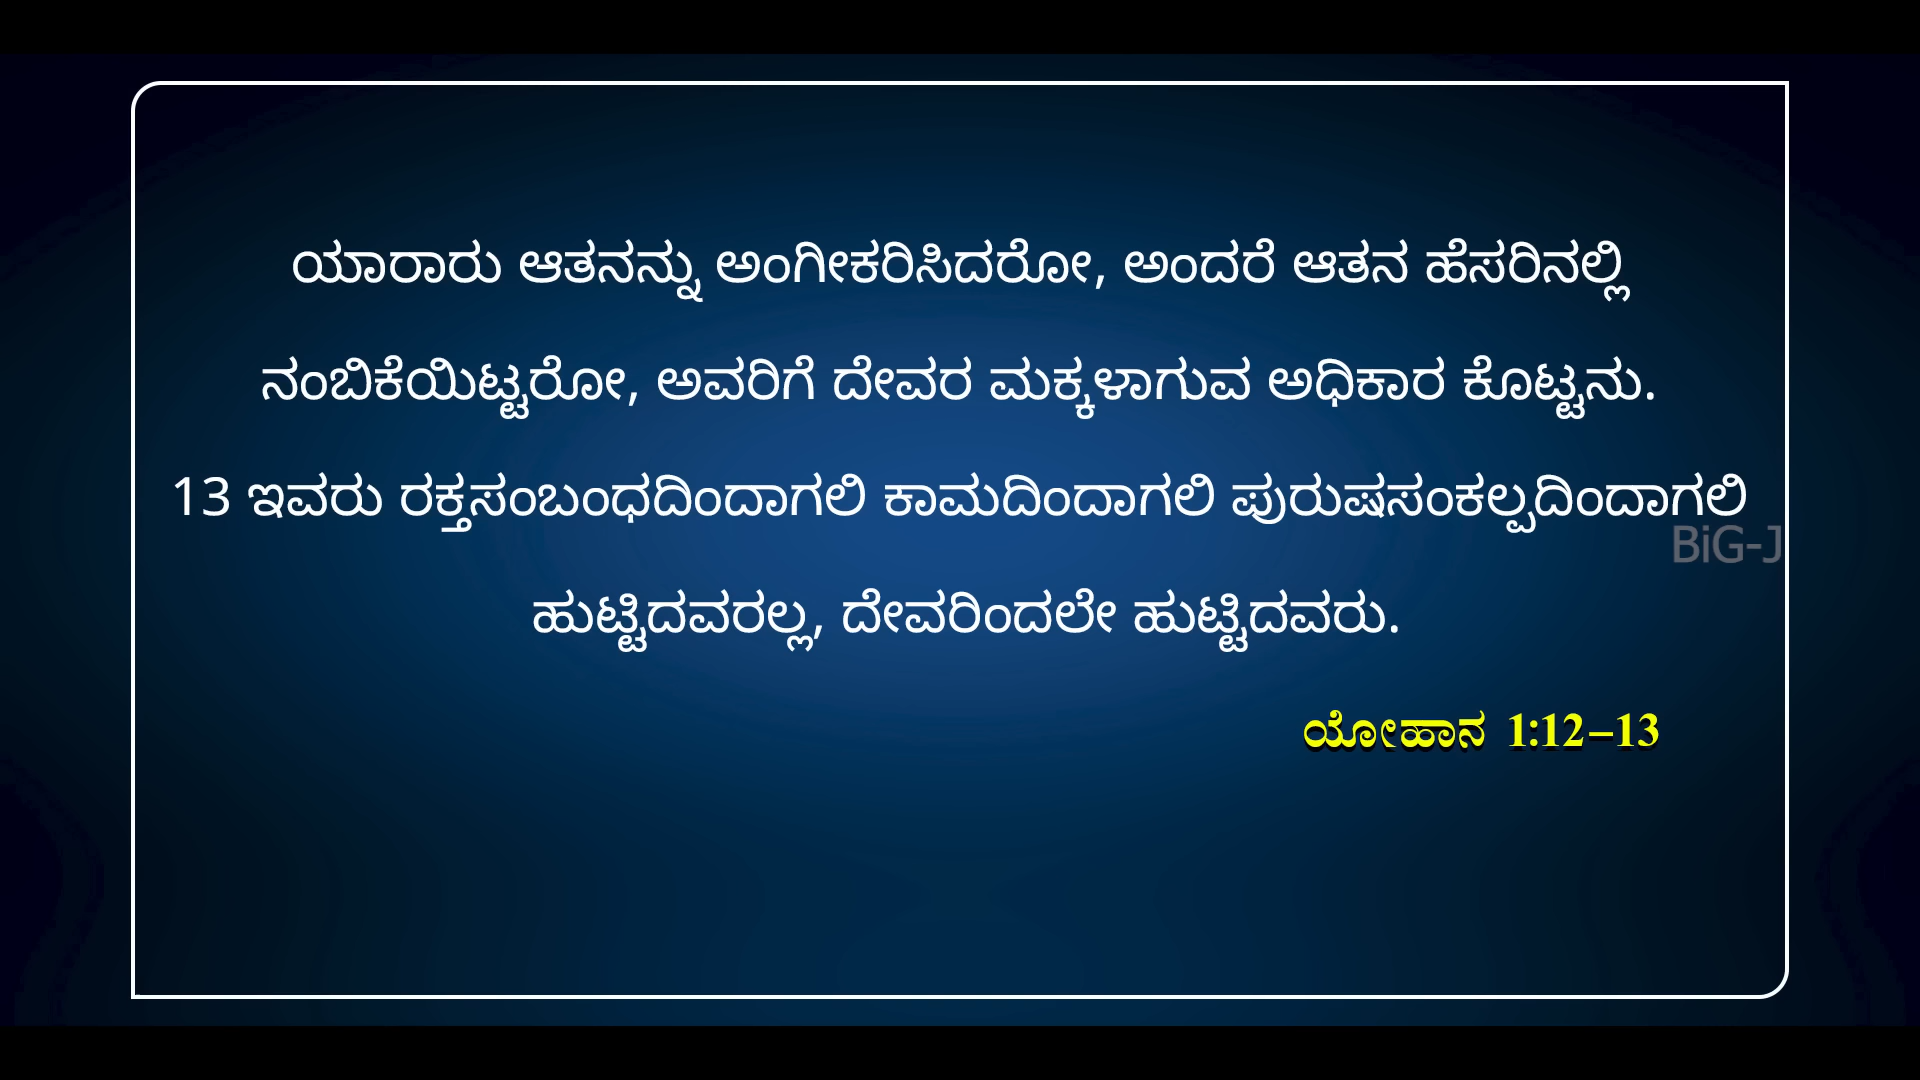 ಯಾರಾರು ಆತನನ್ನು ಅಂಗೀಕರಿಸಿದರೋ, ಅಂದರೆ ಆತನ ಹೆಸರಿನಲ್ಲಿ
ನಂಬಿಕೆಯಿಟ್ಟರೋ, ಅವರಿಗೆ ದೇವರ ಮಕ್ಕಳಾಗುವ ಅಧಿಕಾರ ಕೊಟ್ಟನು.
13 ಇವರು ರಕ್ತಸಂಬಂಧದಿಂದಾಗಲಿ ಕಾಮದಿಂದಾಗಲಿ ಪುರುಷಸಂಕಲ್ಪದಿಂದಾಗಲಿ
BiG-J
ಹುಟ್ಟಿದವರಲ್ಲ, ದೇವರಿಂದಲೇ ಹುಟ್ಟಿದವರು.
ಯೋಹಾನ 1:12-13